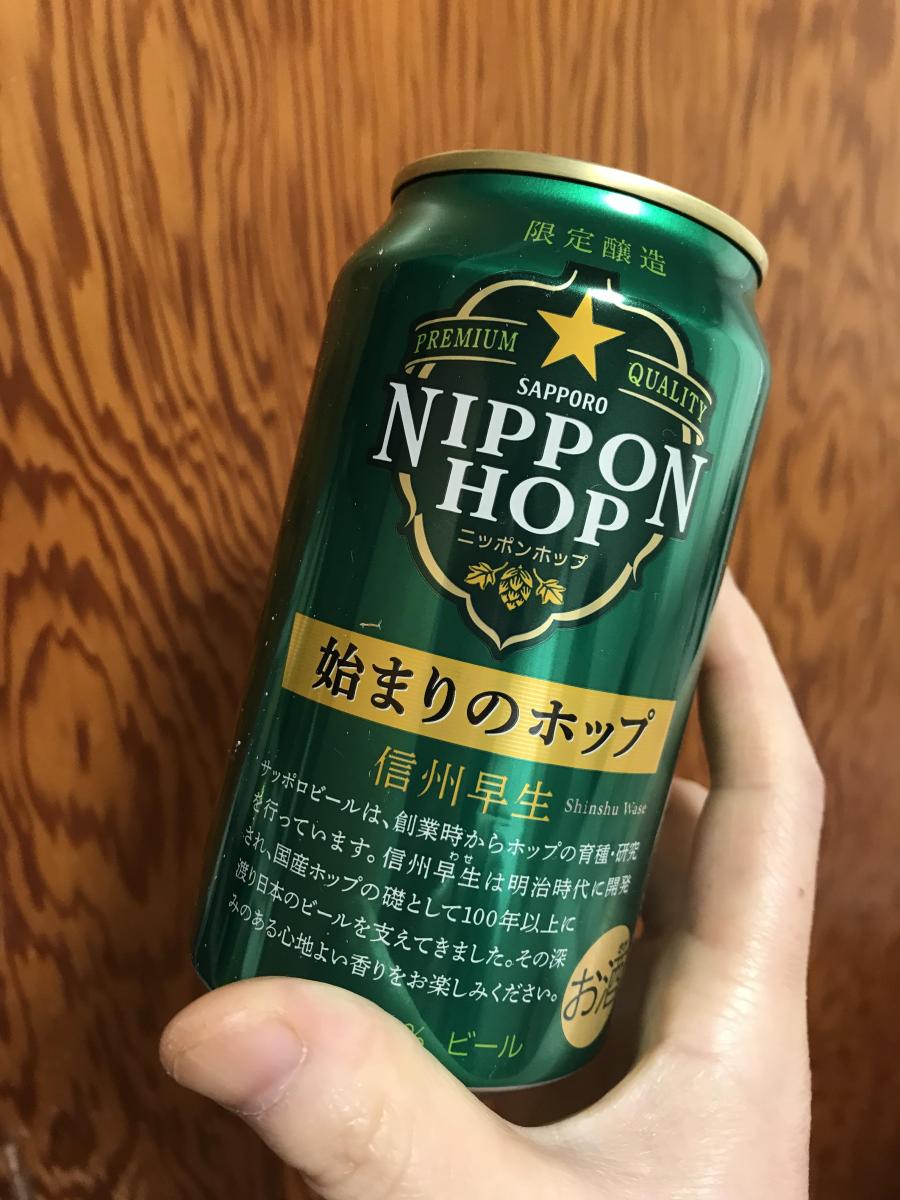 限定醸造
PREMIUM
QUALITY
SAPPORO
NIPPON
HOP
ニッポンホップ
始まりのホップ
信州早生 Shinshu Wase
サッポロビールは、創業時からホップの育種・研究
を行っています。信州早生は明治時代に開発
わせ
され、国産ホップの礎として100年以上に
渡り日本のビールを支えてきました。その深
みのある心地よい香りをお楽しみください。
お酒
% ビール